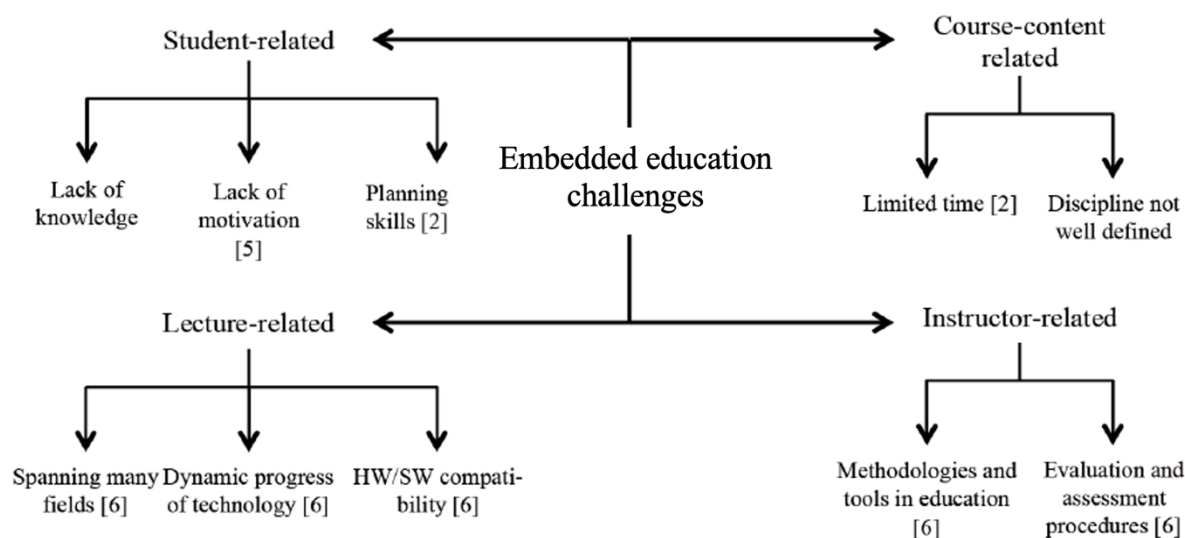 Student-related
Course-content
related
Embedded education
challenges
Lack of
knowledge
Lack of
motivation
[5]
Planning
skills [2]
Limited time [2]
Discipline not
well defined
Lecture-related
Instructor-related
Spanning many
fields [6]
Dynamic progress
of technology [6]
HW/SW compati-
bility [6]
Methodologies and
tools in education
[6]
Evaluation and
assessment
procedures [6]